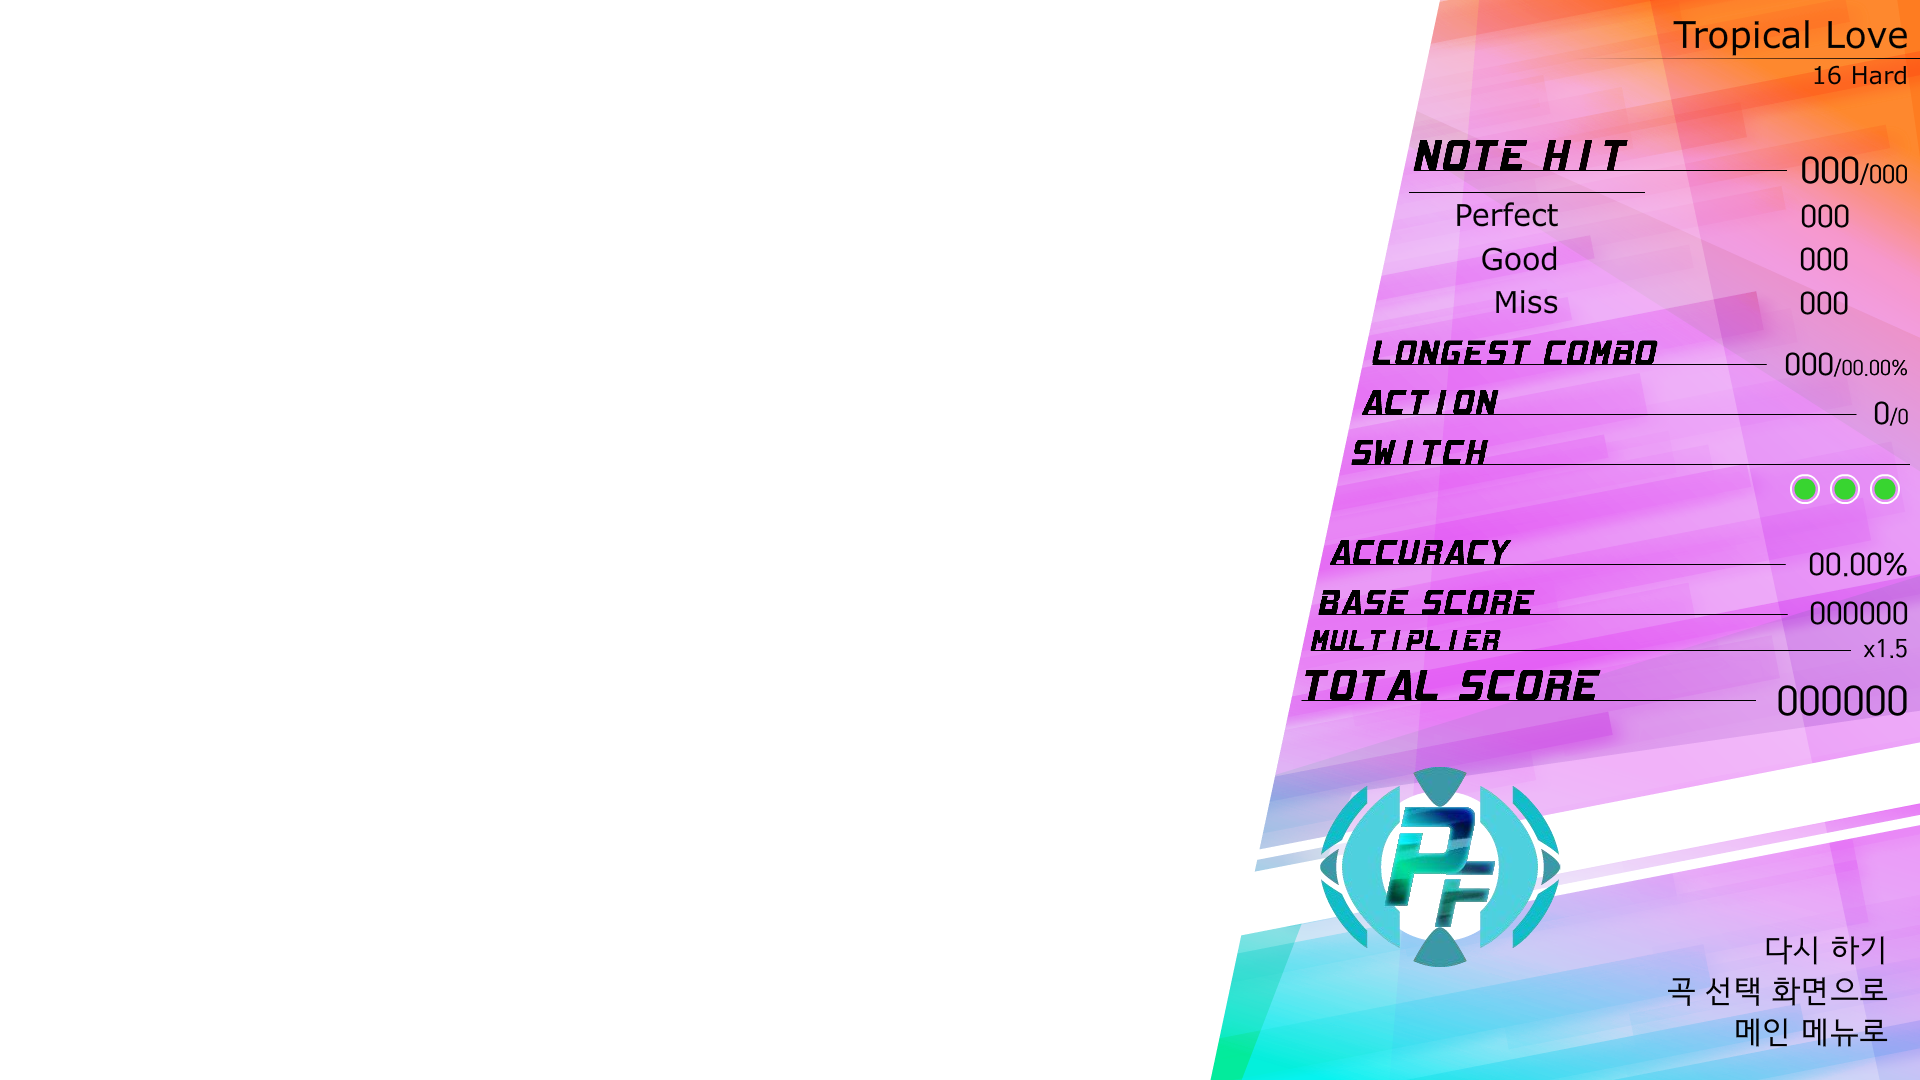 Tropical Love
16 Hard
NOTE HIT 000/000
Perfect 000
Good 000
Miss 000
LONGEST COMBO 000/00.00%
ACTION 0/0
SWITCH
ACCURACY 00.00%
BASE SCORE 000000
MULTIPLIER x1.5
TOTAL SCORE 000000
PF
다시 하기
곡 선택 화면으로
메인 메뉴로